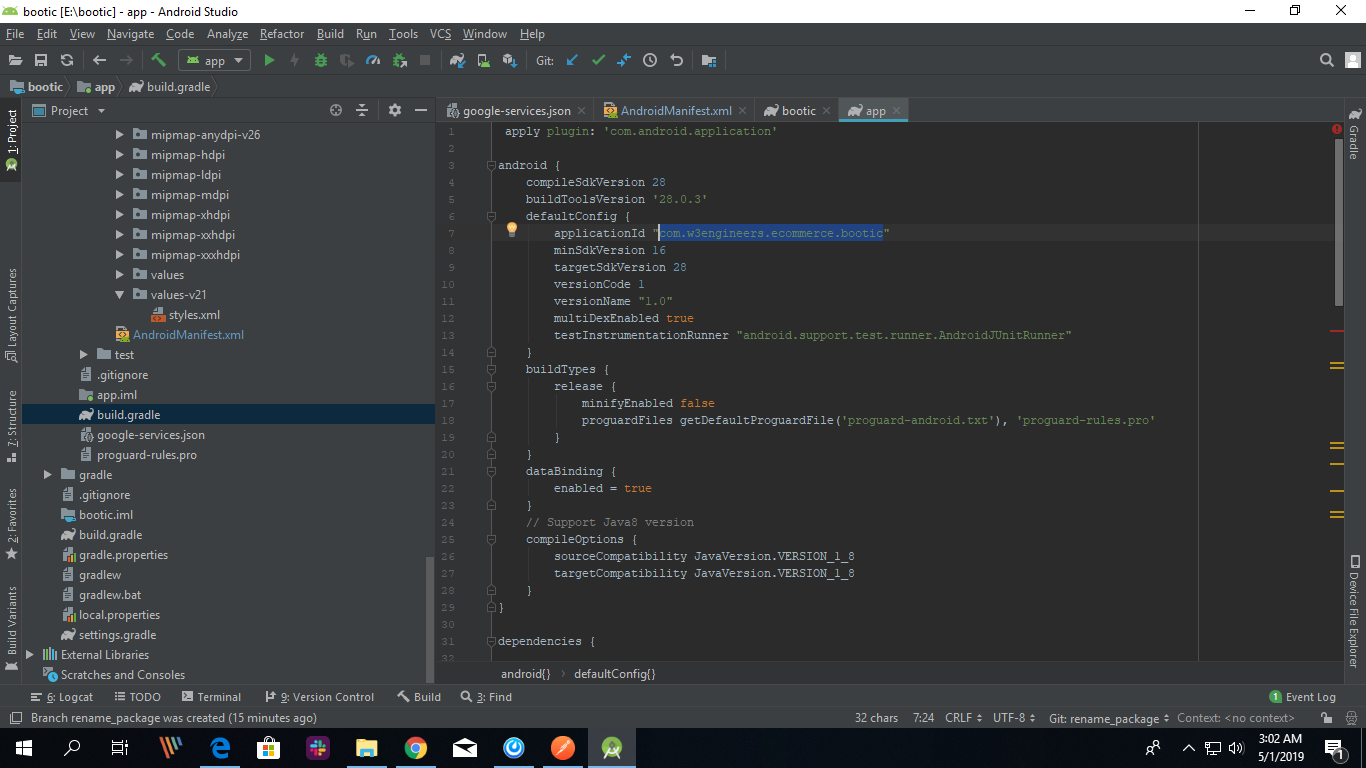 bootic [E:\bootic] - app - Android Studio
File Edit View Navigate Code Analyze Refactor Build Run Tools VCS Window Help
app Git:
bootic app build.gradle
Project
google-services.json AndroidManifest.xml bootic app
1: Project
Layout Captures
7: Structure
2: Favorites
Build Variants
mipmap-anydpi-v26
mipmap-hdpi
mipmap-ldpi
mipmap-mdpi
mipmap-xhdpi
mipmap-xxhdpi
mipmap-xxxhdpi
values
values-v21
styles.xml
AndroidManifest.xml
test
.gitignore
app.iml
build.gradle
google-services.json
proguard-rules.pro
gradle
.gitignore
bootic.iml
build.gradle
gradle.properties
gradlew
gradlew.bat
local.properties
settings.gradle
External Libraries
Scratches and Consoles
1 apply plugin: 'com.android.application'
2
3 android {
4 compileSdkVersion 28
5 buildToolsVersion '28.0.3'
6 defaultConfig {
7 applicationId "com.w3engineers.ecommerce.bootic"
8 minSdkVersion 16
9 targetSdkVersion 28
10 versionCode 1
11 versionName "1.0"
12 multiDexEnabled true
13 testInstrumentationRunner "android.support.test.runner.AndroidJUnitRunner"
14 }
15 buildTypes {
16 release {
17 minifyEnabled false
18 proguardFiles getDefaultProguardFile('proguard-android.txt'), 'proguard-rules.pro'
19 }
20 }
21 dataBinding {
22 enabled = true
23 }
24 // Support Java8 version
25 compileOptions {
26 sourceCompatibility JavaVersion.VERSION_1_8
27 targetCompatibility JavaVersion.VERSION_1_8
28 }
29 }
30
31 dependencies {
32
android{} defaultConfig{}
Gradle
Device File Explorer
6: Logcat TODO Terminal 9: Version Control Build 3: Find 1 Event Log
Branch rename_package was created (15 minutes ago) 32 chars 7:24 CRLF UTF-8 Git: rename_package Context: <no context>
3:02 AM
5/1/2019
1